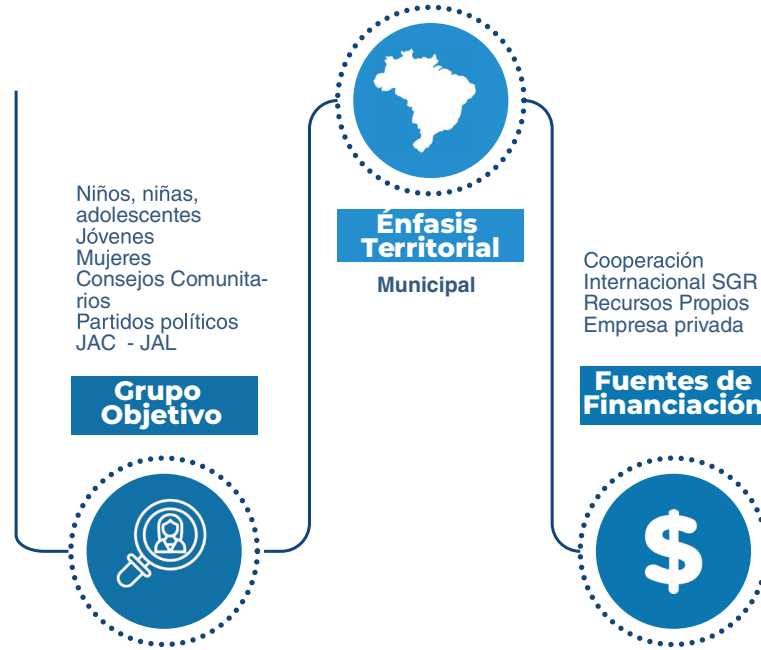 Niños, niñas,
adolescentes
Jóvenes
Mujeres
Consejos Comunita-
rios
Partidos políticos
JAC - JAL
Grupo
Objetivo
Énfasis
Territorial
Municipal
Cooperación
Internacional SGR
Recursos Propios
Empresa privada
Fuentes de
Financiación